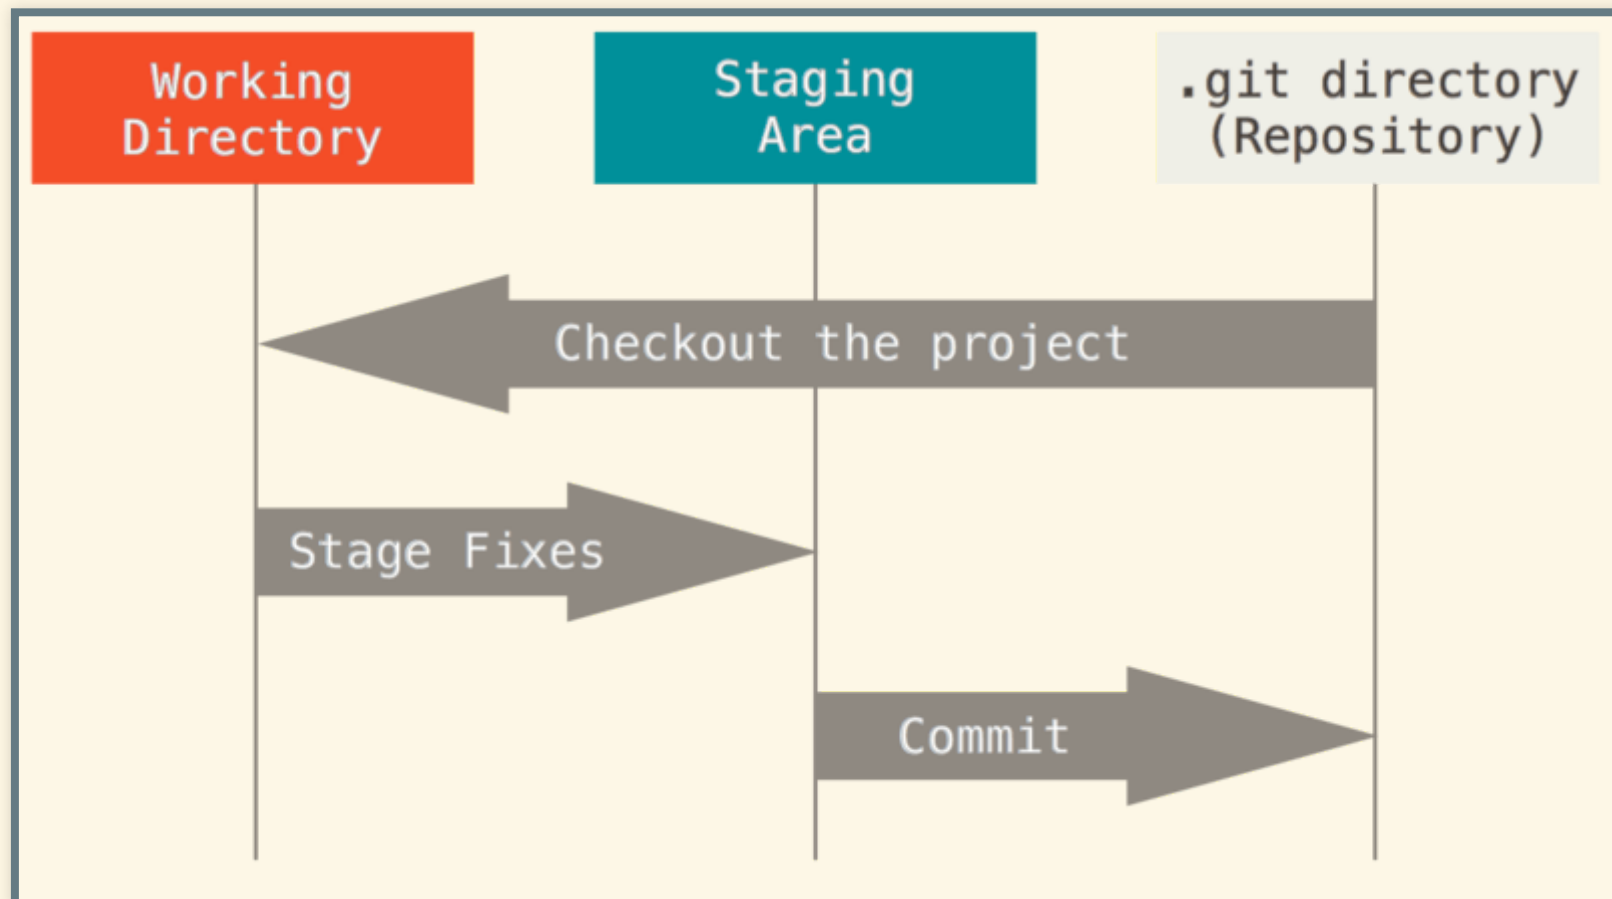 Working
Directory
Staging
Area
.git directory
(Repository)
Checkout the project
Stage Fixes
Commit